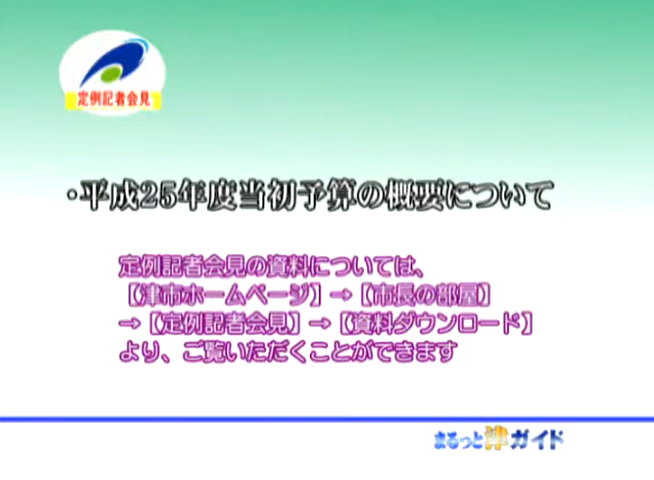 定例記者会見
・平成25年度当初予算の概要について
定例記者会見の資料については、
【津市ホームページ】→【市長の部屋】
→【定例記者会見】→【資料ダウンロード】
より、ご覧いただくことができます
まるっと津ガイド